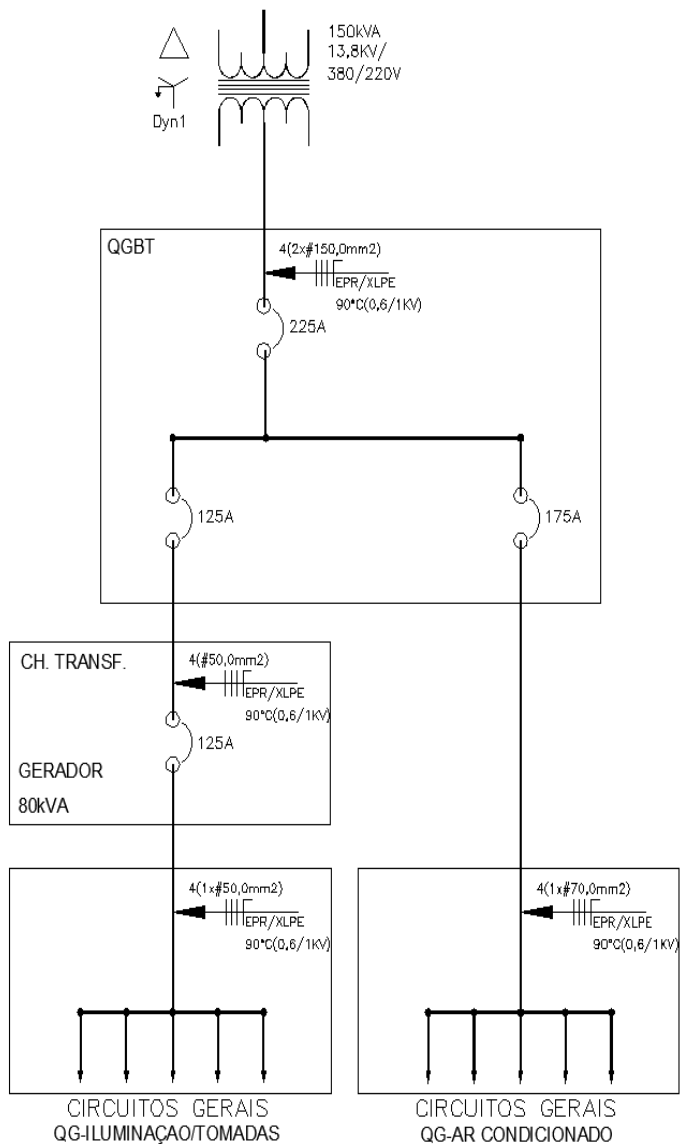 150kVA
13,8KV/
380/220V
Dyn1
QGBT
4(2x#150,0mm2)
EPR/XLPE
90°C(0,6/1KV)
225A
125A
175A
CH. TRANSF.
4(#50,0mm2)
EPR/XLPE
90°C(0,6/1KV)
125A
GERADOR
80kVA
4(1x#50,0mm2)
EPR/XLPE
90°C(0,6/1KV)
4(1x#70,0mm2)
EPR/XLPE
90°C(0,6/1KV)
CIRCUITOS GERAIS
QG-ILUMINAÇAO/TOMADAS
CIRCUITOS GERAIS
QG-AR CONDICIONADO